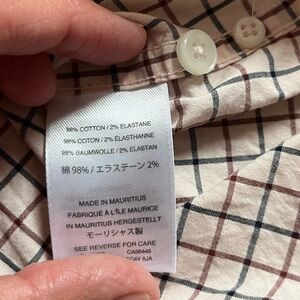 98% COTTON / 2% ELASTANE
98% COTON / 2% ÉLASTHANNE
98% BAUMWOLLE / 2% ELASTAN
綿 98% / エラステーン 2%
MADE IN MAURITIUS
FABRIQUÉ À L'ÎLE MAURICE
IN MAURITIUS HERGESTELLT
モーリシャス製
SEE REVERSE FOR CARE
CA56445